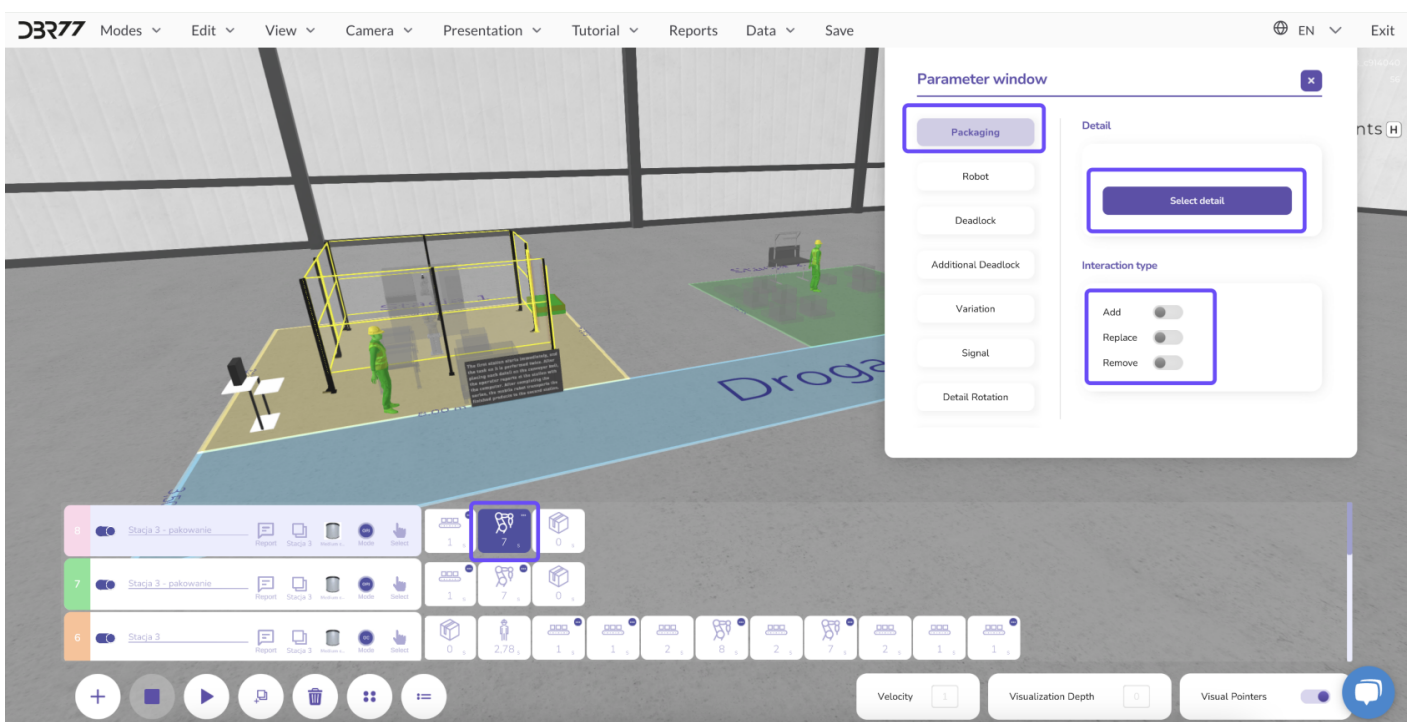 DBR77 Modes Edit View Camera Presentation Tutorial Reports Data Save EN Exit
Parameter window
Packaging
Robot
Deadlock
Additional Deadlock
Variation
Signal
Detail Rotation
Detail
Select detail
Interaction type
Add
Replace
Remove
nts H
Droga
8 Stacja 3 - pakowanie Report Stacja 3 Mode Select 1 s 7 s 0 s
7 Stacja 3 - pakowanie Report Stacja 3 Mode Select 1 s 7 s 0 s
6 Stacja 3 Report Stacja 3 Mode Select 0 s 2,78 s 1 s 1 s 2 s 8 s 2 s 7 s 2 s 1 s 1 s
Velocity 1 Visualization Depth 0 Visual Pointers